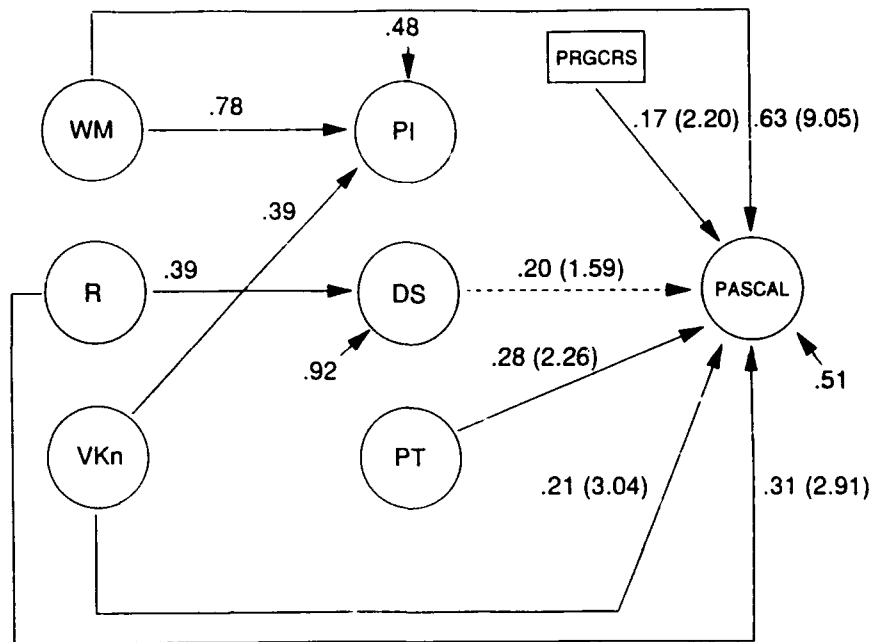 .48
PRGCRS
WM
.78
PI
.17 (2.20)
.63 (9.05)
.39
R
.39
DS
.20 (1.59)
PASCAL
.92
.28 (2.26)
.51
VKn
PT
.21 (3.04)
.31 (2.91)